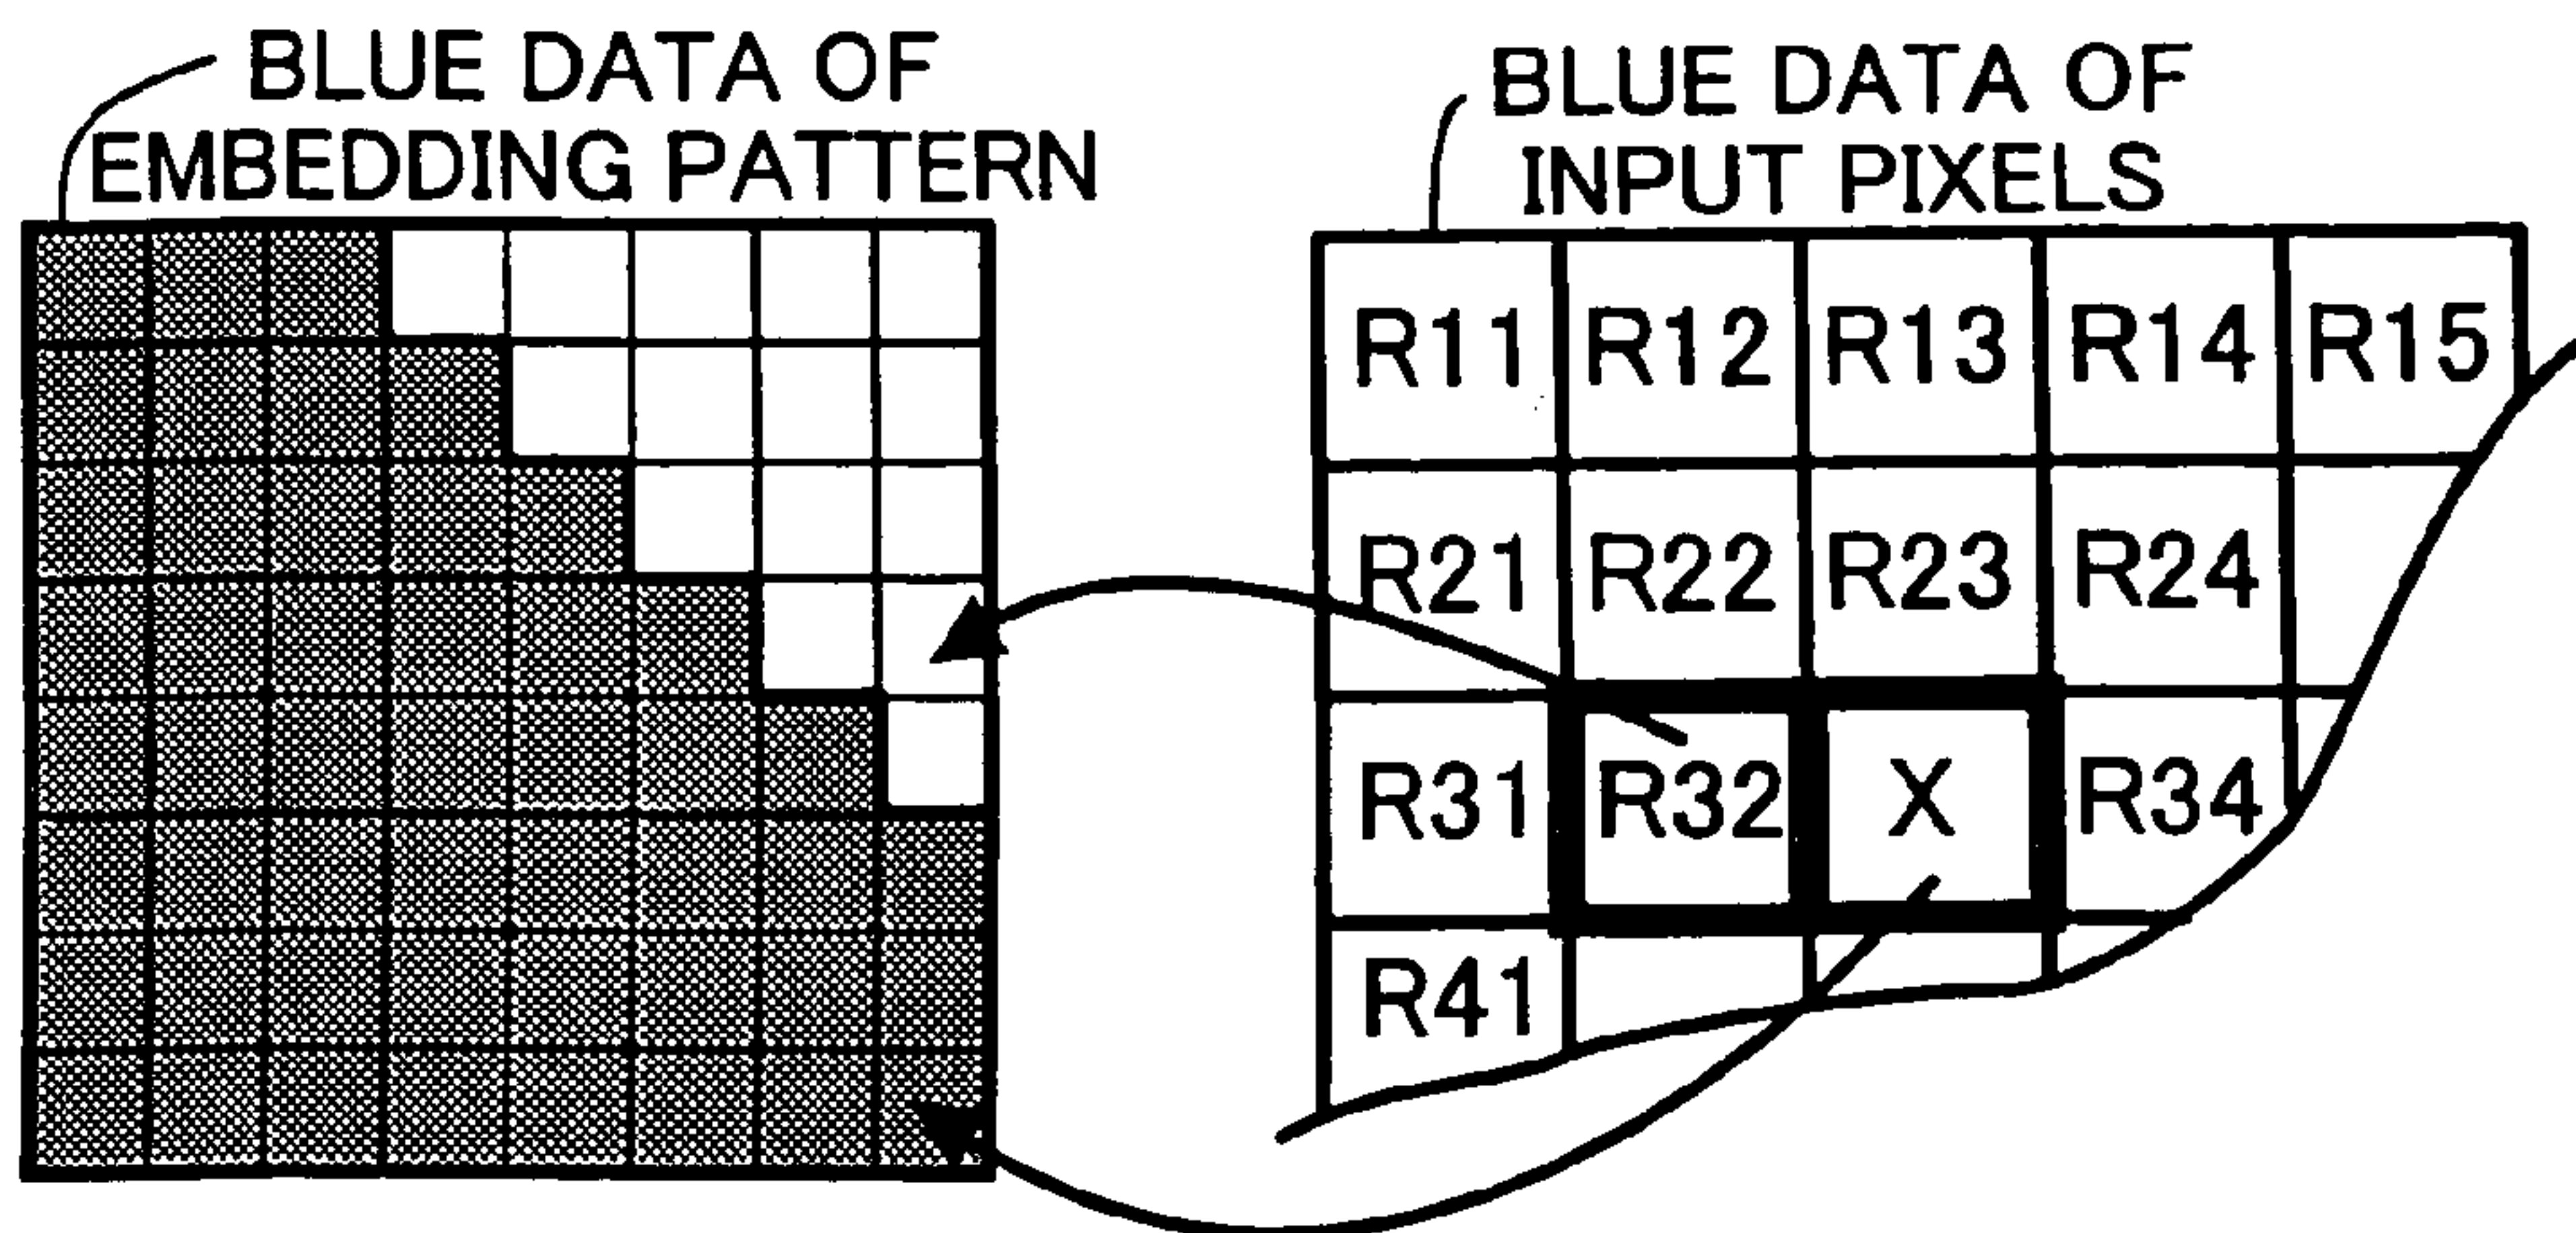 BLUE DATA OF
EMBEDDING PATTERN
BLUE DATA OF
INPUT PIXELS
R11 R12 R13 R14 R15
R21 R22 R23 R24
R31 R32 X R34
R41